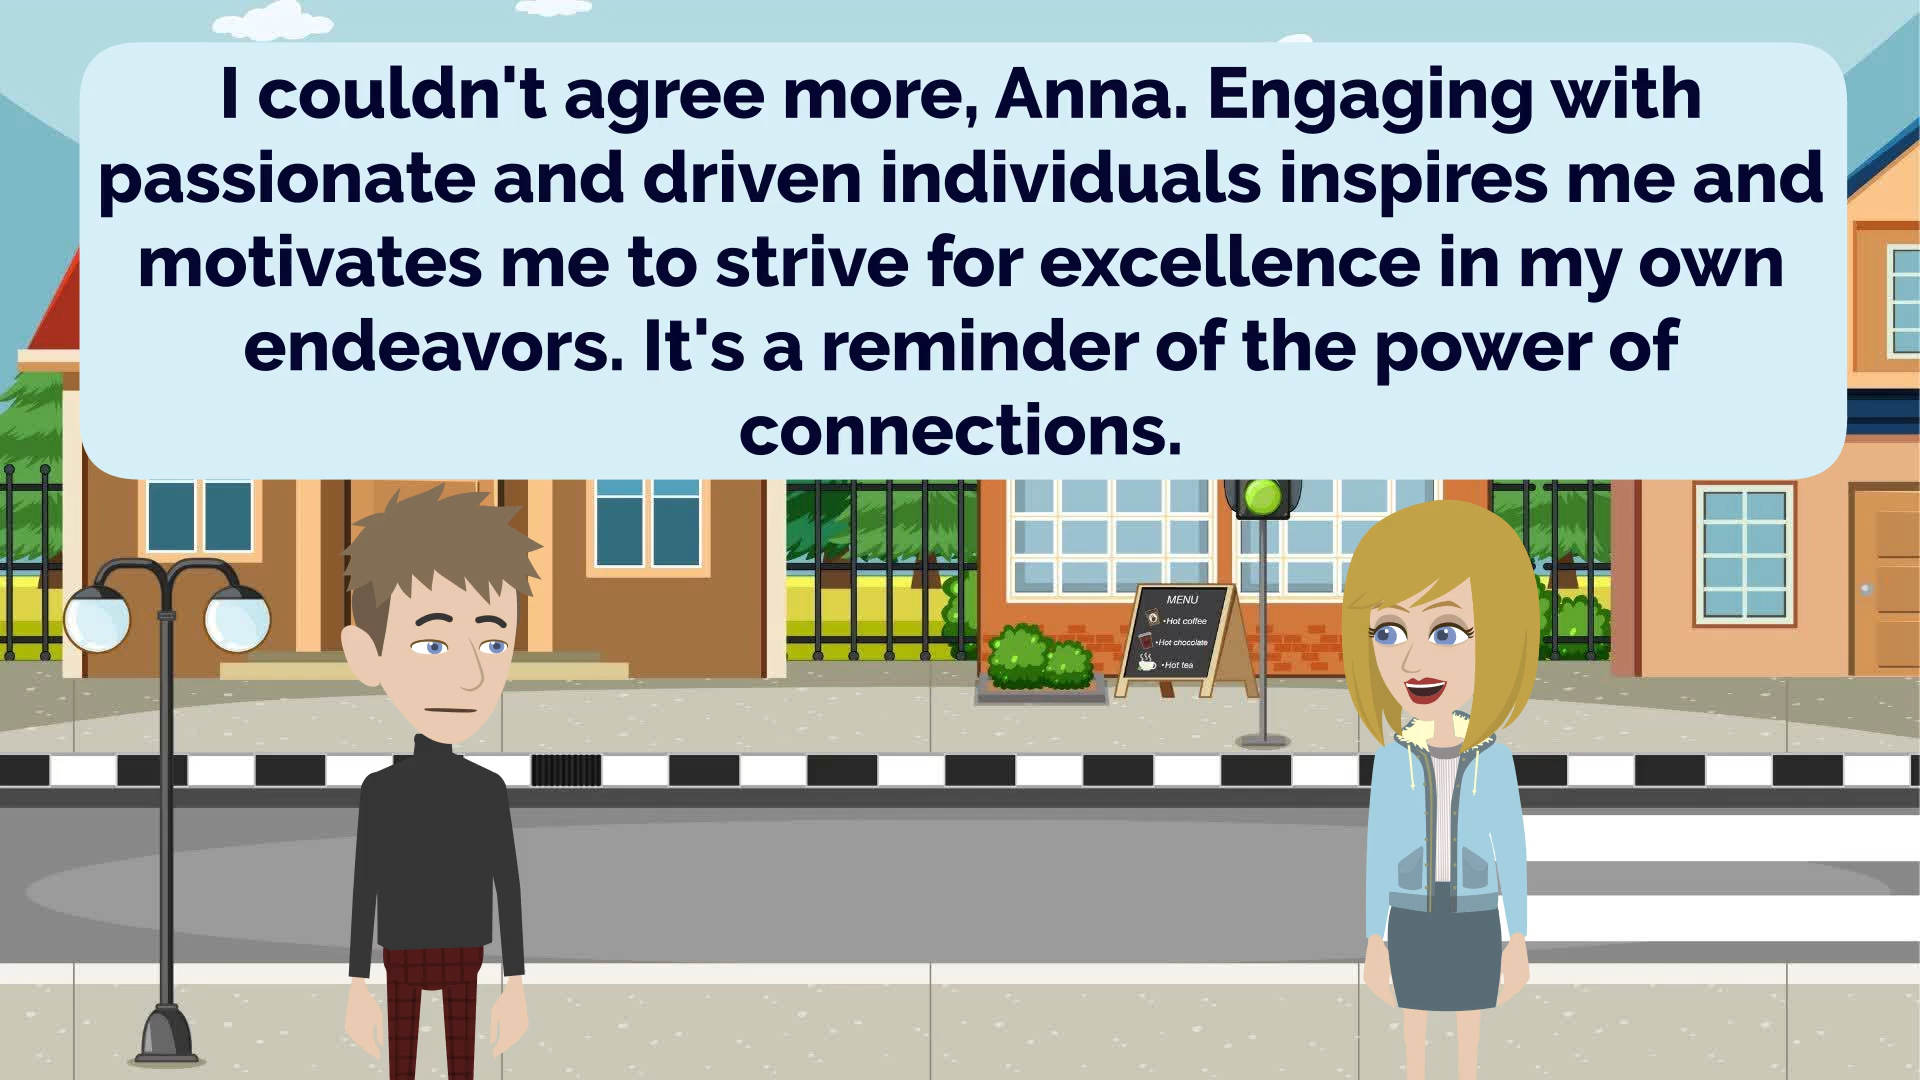 I couldn't agree more, Anna. Engaging with
passionate and driven individuals inspires me and
motivates me to strive for excellence in my own
endeavors. It's a reminder of the power of
connections.
MENU
•Hot coffee
•Hot chocolate
•Hot tea